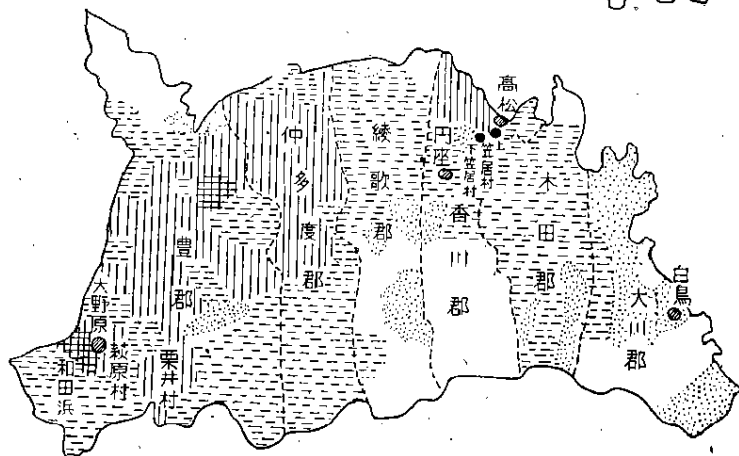 高松
上笠居村
下笠居村
円座
香川郡
木田郡
綾歌郡
仲多度郡
豊郡
大野原
萩原村
和田浜
粟井村
白鳥
大川郡